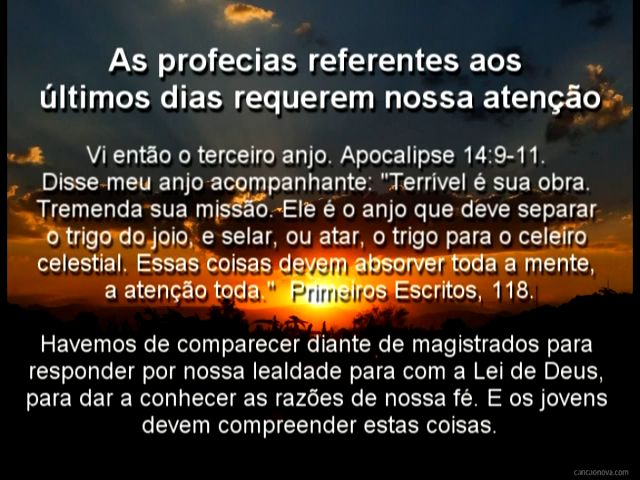 As profecias referentes aos
últimos dias requerem nossa atenção
Vi então o terceiro anjo. Apocalipse 14:9-11.
Disse meu anjo acompanhante: "Terrível é sua obra.
Tremenda sua missão. Ele é o anjo que deve separar
o trigo do joio, e selar, ou atar, o trigo para o celeiro
celestial. Essas coisas devem absorver toda a mente,
a atenção toda." Primeiros Escritos, 118.
Havemos de comparecer diante de magistrados para
responder por nossa lealdade para com a Lei de Deus,
para dar a conhecer as razões de nossa fé. E os jovens
devem compreender estas coisas.
cancaonova.com